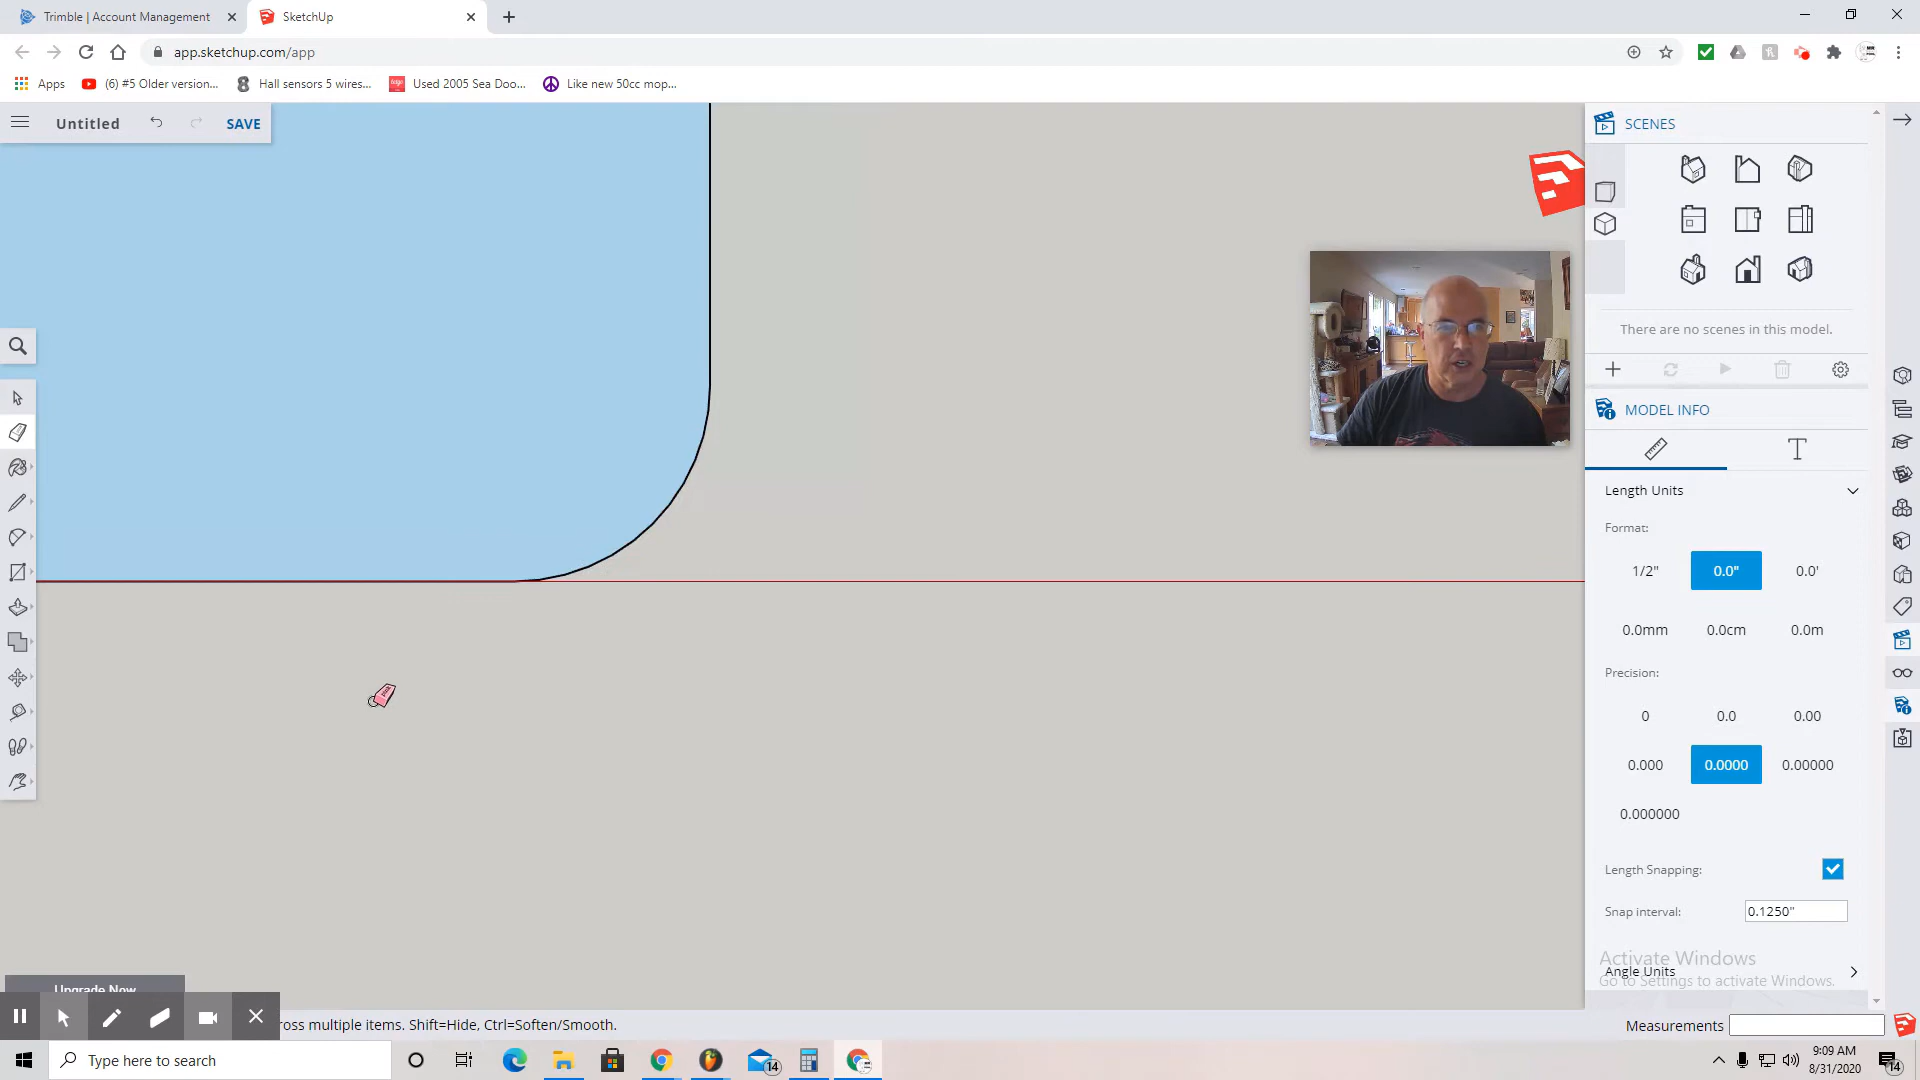 Trimble | Account Management
SketchUp
app.sketchup.com/app
Apps
(6) #5 Older version...
Hall sensors 5 wires...
Used 2005 Sea Doo...
Like new 50cc mop...
Untitled
SAVE
SCENES
There are no scenes in this model.
MODEL INFO
Length Units
Format:
1/2"
0.0"
0.0'
0.0mm
0.0cm
0.0m
Precision:
0
0.0
0.00
0.000
0.0000
0.00000
0.000000
Length Snapping:
Snap interval:
0.1250"
Activate Windows
Angle Units
Go to Settings to activate Windows.
Upgrade Now
ross multiple items. Shift=Hide, Ctrl=Soften/Smooth.
Measurements
Type here to search
14
9:09 AM
8/31/2020
14